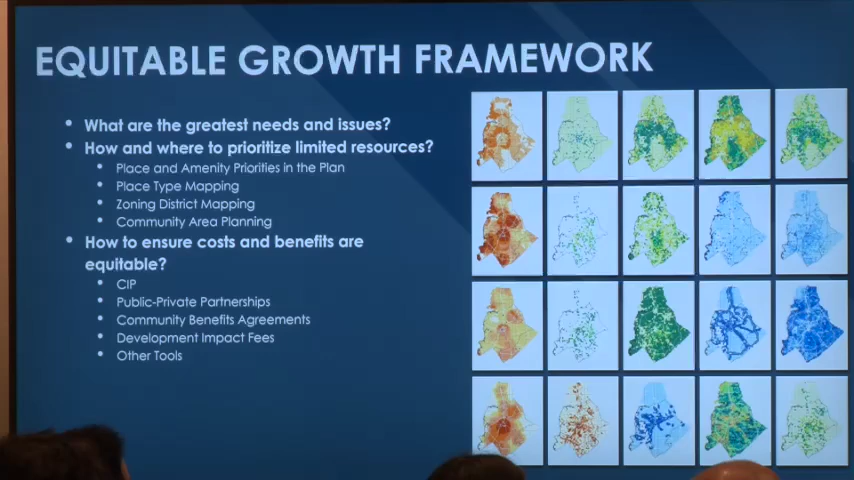 EQUITABLE GROWTH FRAMEWORK
• What are the greatest needs and issues?
• How and where to prioritize limited resources?
• Place and Amenity Priorities in the Plan
• Place Type Mapping
• Zoning District Mapping
• Community Area Planning
• How to ensure costs and benefits are
equitable?
• CIP
• Public-Private Partnerships
• Community Benefits Agreements
• Development Impact Fees
• Other Tools